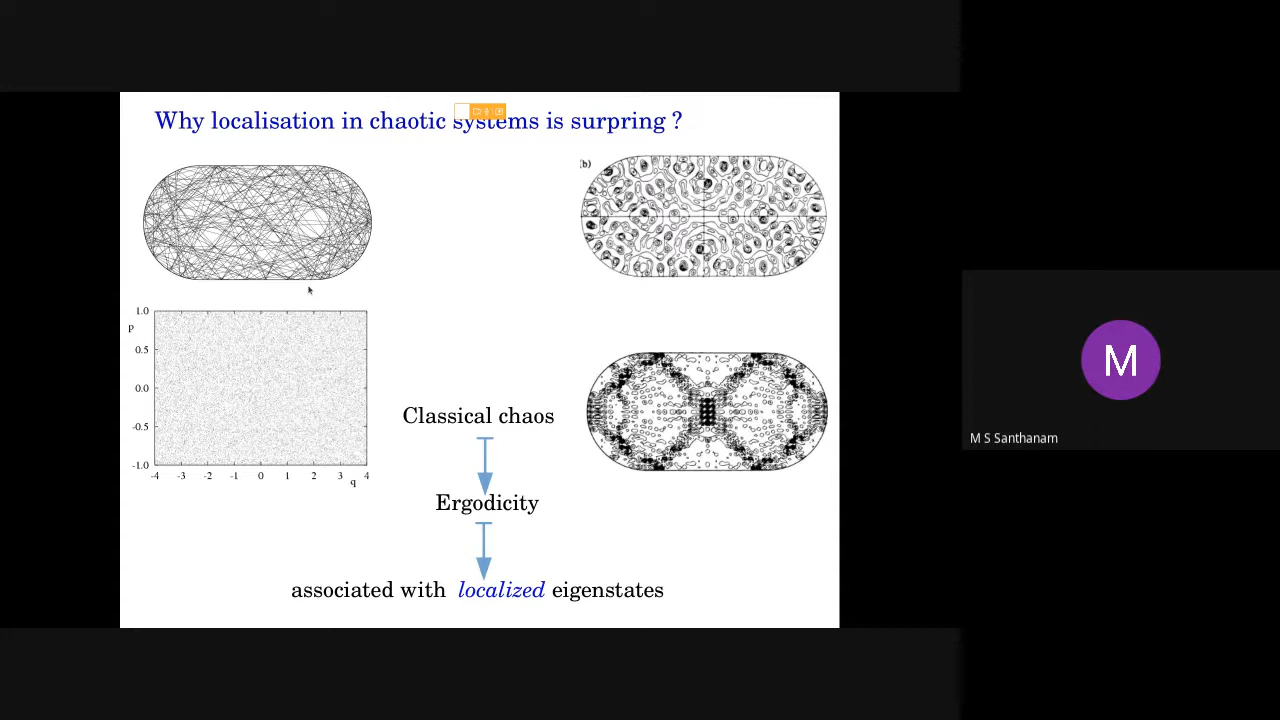 Why localisation in chaotic systems is surpring ?
(b)
1.0
P
0.5
0.0
-0.5
-1.0
-4 -3 -2 -1 0 1 2 3 4
q
Classical chaos
Ergodicity
associated with localized eigenstates
M
M S Santhanam